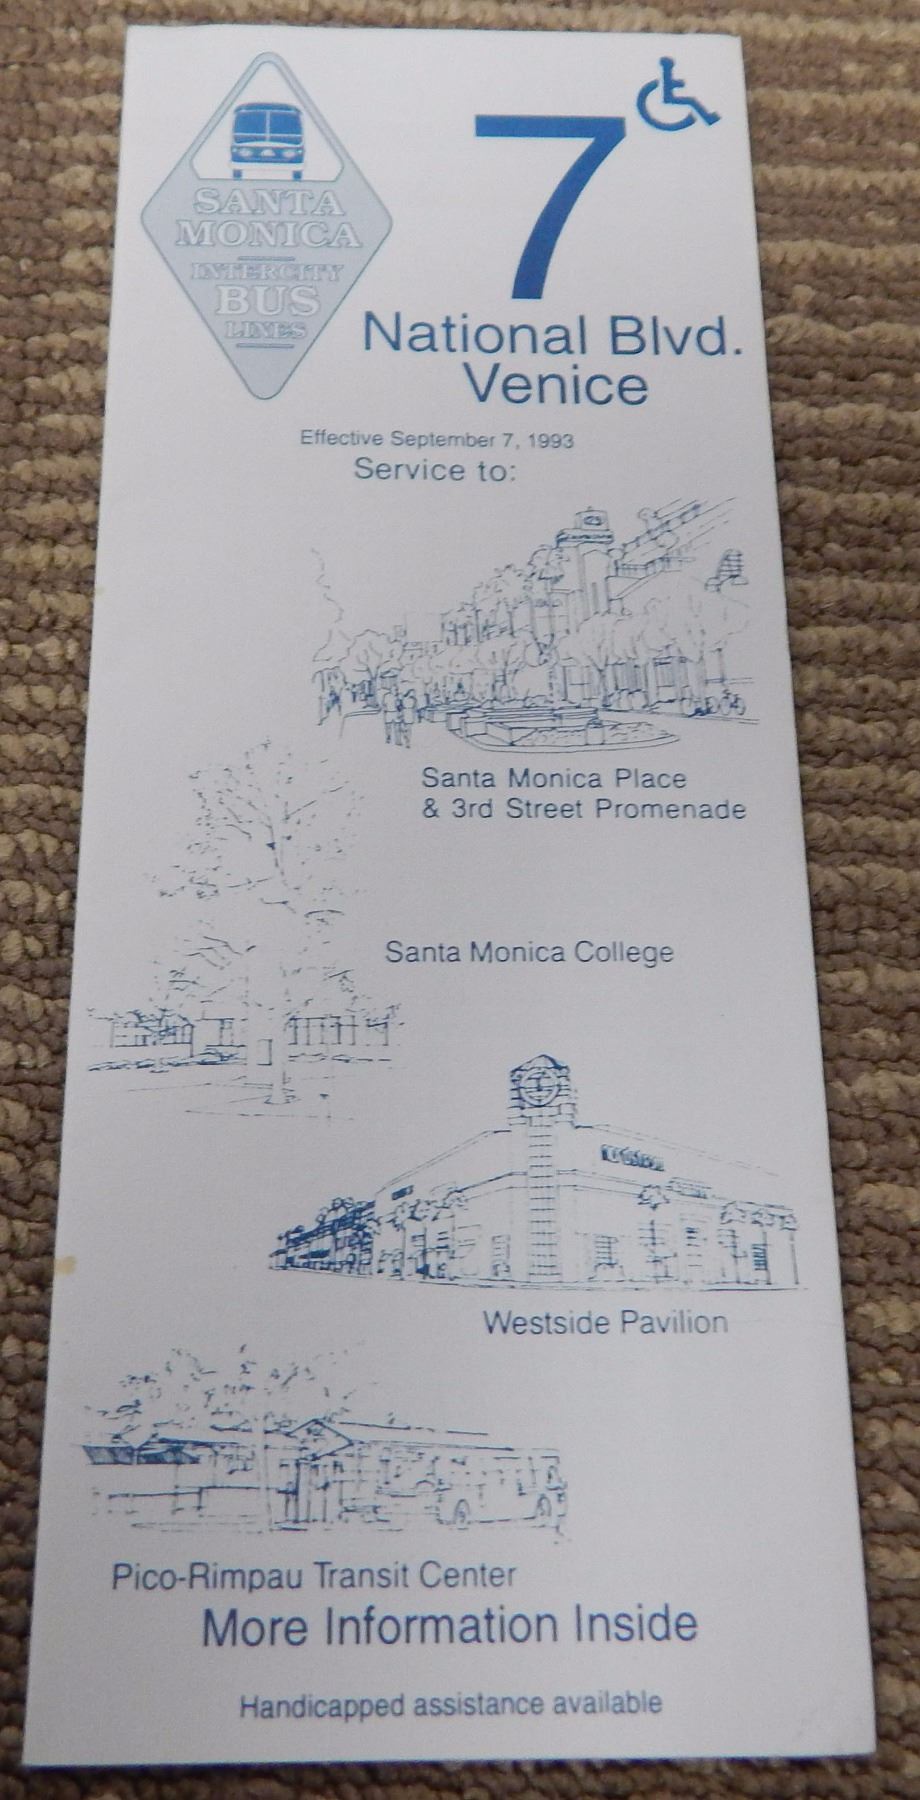 SANTA
MONICA
INTERCITY
BUS
LINES
7
National Blvd.
Venice
Effective September 7, 1993
Service to:
Santa Monica Place
& 3rd Street Promenade
Santa Monica College
Westside Pavilion
Pico-Rimpau Transit Center
More Information Inside
Handicapped assistance available